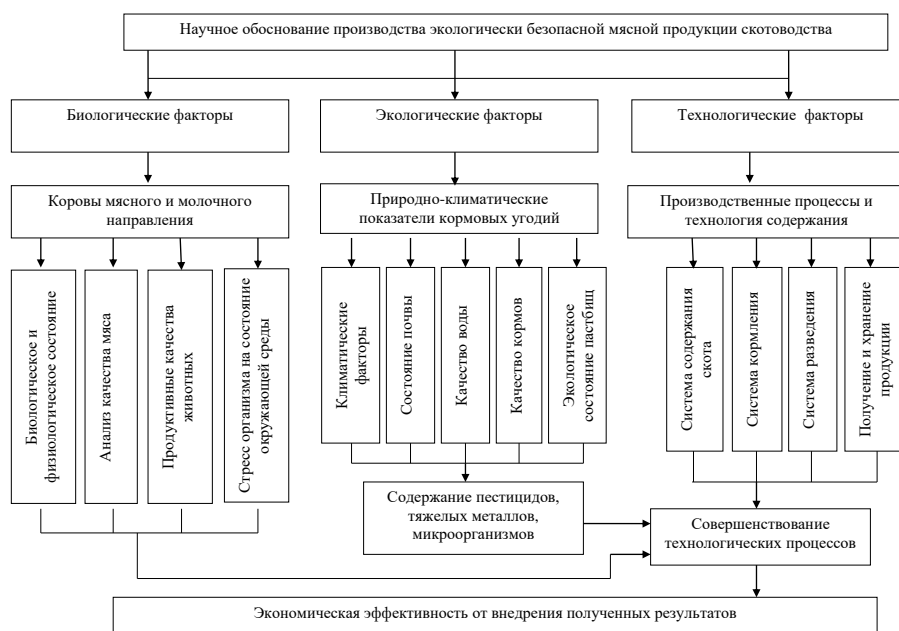 Научное обоснование производства экологически безопасной мясной продукции скотоводства
Биологические факторы
Экологические факторы
Технологические факторы
Коровы мясного и молочного
направления
Природно-климатические
показатели кормовых угодий
Производственные процессы и
технология содержания
Биологическое и
физиологическое состояние
Анализ качества мяса
Продуктивные качества
животных
Стресс организма на состояние
окружающей среды
Климатические
факторы
Состояние почвы
Качество воды
Качество кормов
Экологическое
состояние пастбищ
Система содержания
скота
Система кормления
Система разведения
Получение и хранение
продукции
Содержание пестицидов,
тяжелых металлов,
микроорганизмов
Совершенствование
технологических процессов
Экономическая эффективность от внедрения полученных результатов